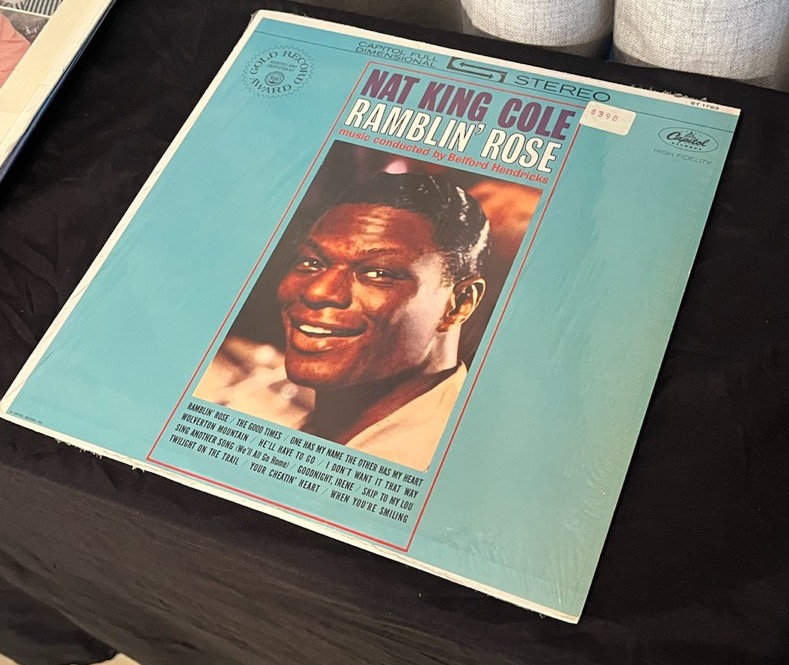 GOLD RECORD
AWARD
CAPITOL FULL
DIMENSIONAL
STEREO
ST 1793
NAT KING COLE
RAMBLIN' ROSE
music conducted by Belford Hendricks
$398
Capitol
RECORDS
HIGH FIDELITY
RAMBLIN' ROSE / THE GOOD TIMES / ONE HAS MY NAME THE OTHER HAS MY HEART
WOLVERTON MOUNTAIN / HE'LL HAVE TO GO / I DON'T WANT IT THAT WAY
SING ANOTHER SONG (We'll All Go Home) / GOODNIGHT, IRENE / SKIP TO MY LOU
TWILIGHT ON THE TRAIL / YOUR CHEATIN' HEART / WHEN YOU'RE SMILING